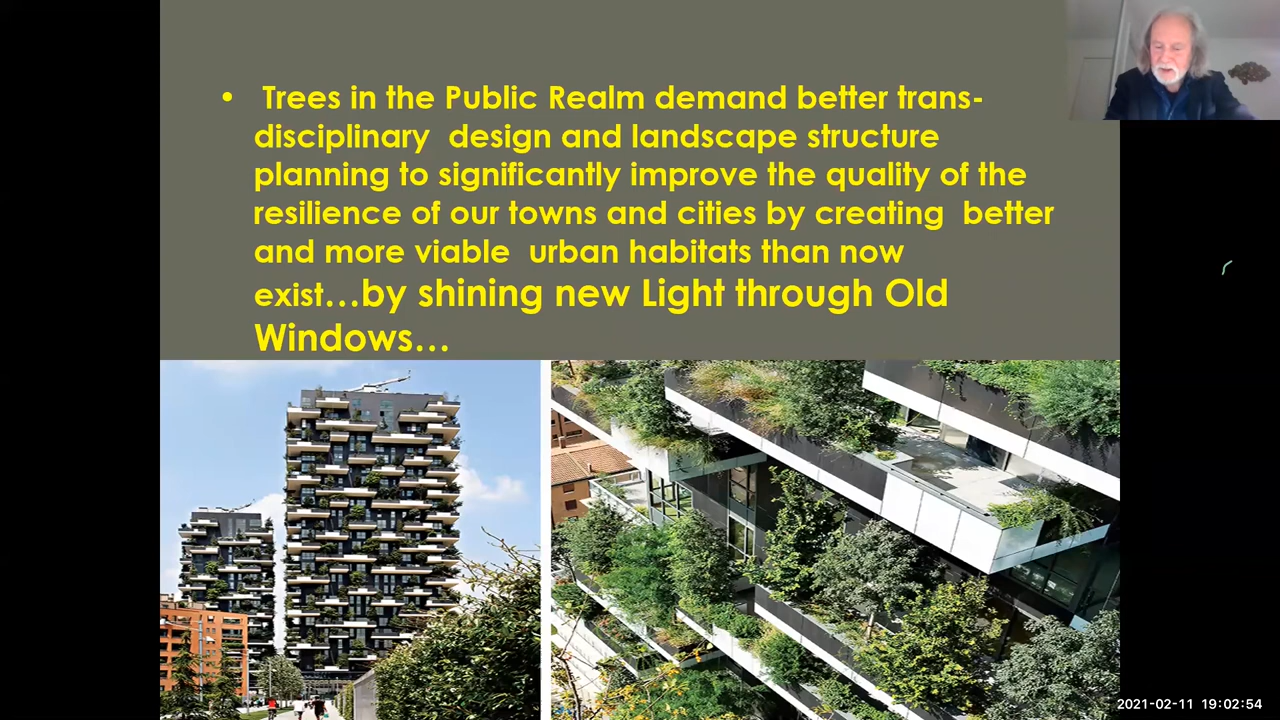 • Trees in the Public Realm demand better trans-
disciplinary design and landscape structure
planning to significantly improve the quality of the
resilience of our towns and cities by creating better
and more viable urban habitats than now
exist…by shining new Light through Old
Windows…
2021-02-11 19:02:54